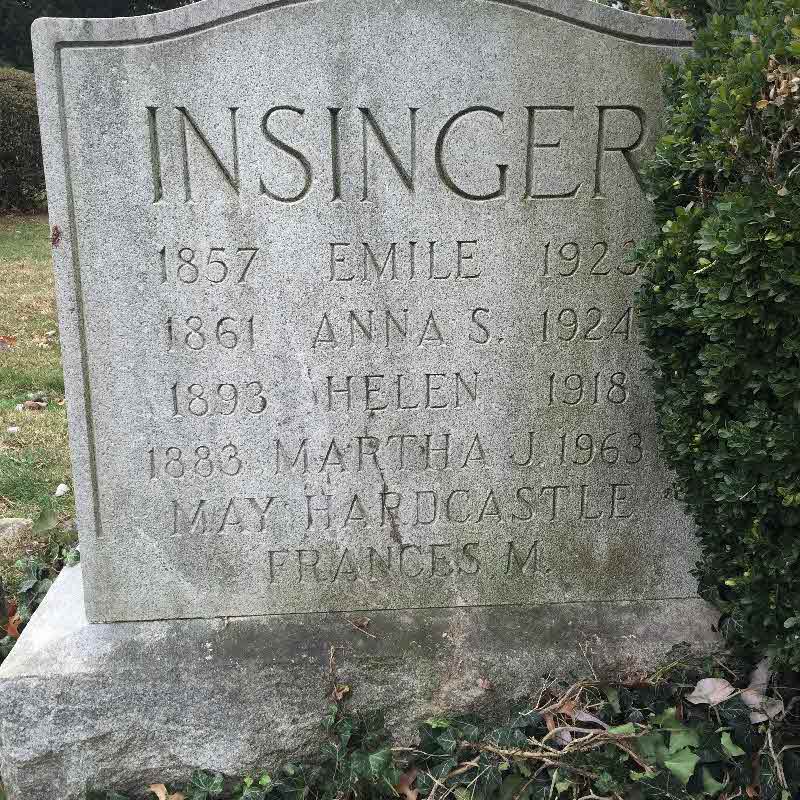 INSINGER
1857 EMILE 1923
1861 ANNA S. 1924
1893 HELEN 1918
1883 MARTHA J. 1963
MAY HARDCASTLE
FRANCES M.